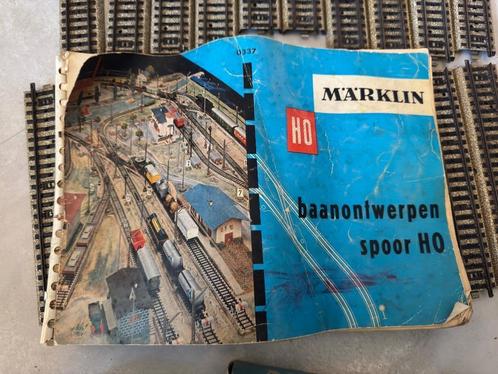 0337
MÄRKLIN
HO
baanontwerpen
spoor HO